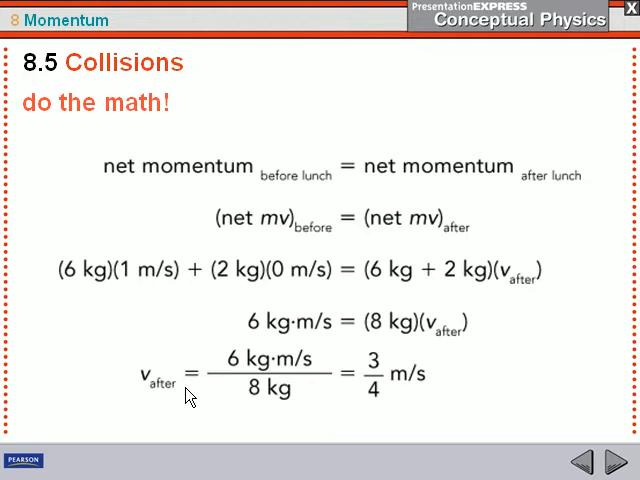 8 Momentum
PresentationEXPRESS
Conceptual Physics
X
8.5 Collisions
do the math!
net momentum before lunch = net momentum after lunch
(net mv)before = (net mv)after
(6 kg)(1 m/s) + (2 kg)(0 m/s) = (6 kg + 2 kg)(vafter)
6 kg·m/s = (8 kg)(vafter)
vafter = 6 kg·m/s / 8 kg = 3/4 m/s
PEARSON